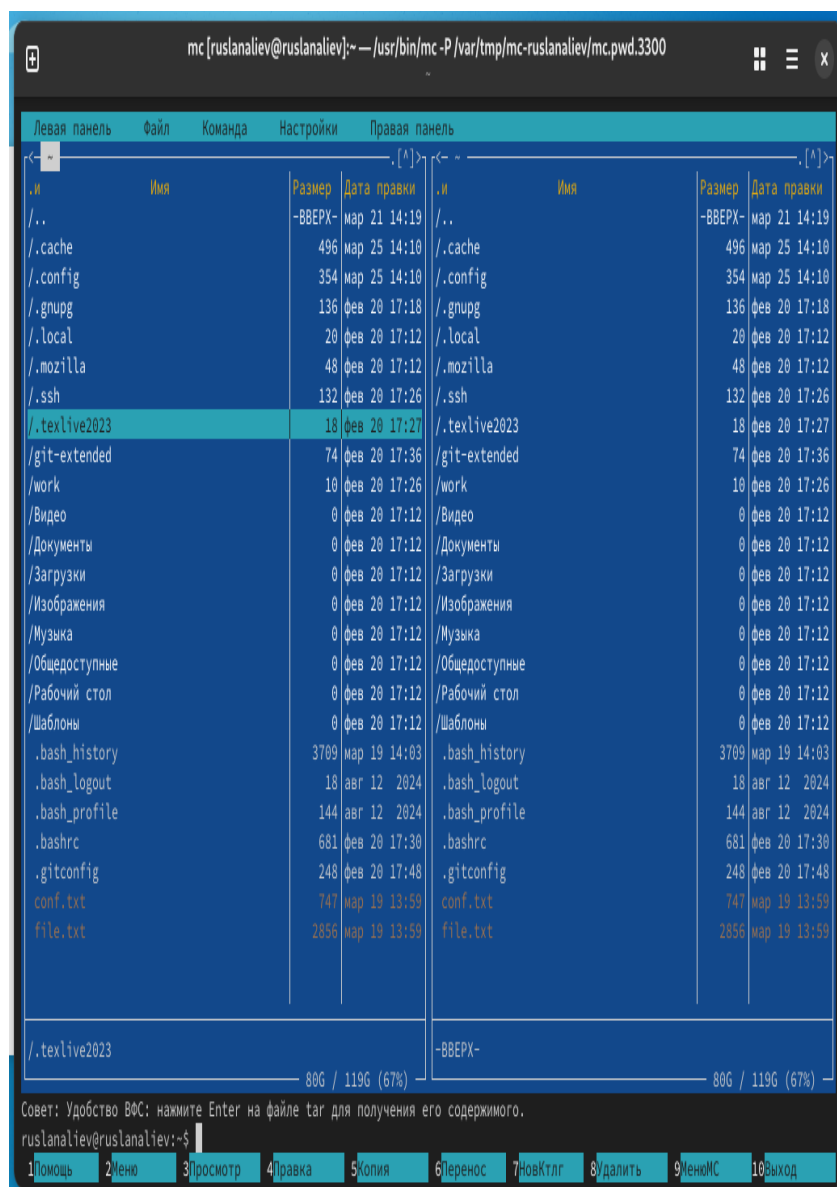 mc [ruslanaliev@ruslanaliev]:~ — /usr/bin/mc -P /var/tmp/mc-ruslanaliev/mc.pwd.3300
~
Левая панель Файл Команда Настройки Правая панель
<- ~ .[^]> <- ~ .[^]>
.и Имя Размер Дата правки .и Имя Размер Дата правки
/.. -ВВЕРХ- мар 21 14:19 /.. -ВВЕРХ- мар 21 14:19
/.cache 496 мар 25 14:10 /.cache 496 мар 25 14:10
/.config 354 мар 25 14:10 /.config 354 мар 25 14:10
/.gnupg 136 фев 20 17:18 /.gnupg 136 фев 20 17:18
/.local 20 фев 20 17:12 /.local 20 фев 20 17:12
/.mozilla 48 фев 20 17:12 /.mozilla 48 фев 20 17:12
/.ssh 132 фев 20 17:26 /.ssh 132 фев 20 17:26
/.texlive2023 18 фев 20 17:27 /.texlive2023 18 фев 20 17:27
/git-extended 74 фев 20 17:36 /git-extended 74 фев 20 17:36
/work 10 фев 20 17:26 /work 10 фев 20 17:26
/Видео 0 фев 20 17:12 /Видео 0 фев 20 17:12
/Документы 0 фев 20 17:12 /Документы 0 фев 20 17:12
/Загрузки 0 фев 20 17:12 /Загрузки 0 фев 20 17:12
/Изображения 0 фев 20 17:12 /Изображения 0 фев 20 17:12
/Музыка 0 фев 20 17:12 /Музыка 0 фев 20 17:12
/Общедоступные 0 фев 20 17:12 /Общедоступные 0 фев 20 17:12
/Рабочий стол 0 фев 20 17:12 /Рабочий стол 0 фев 20 17:12
/Шаблоны 0 фев 20 17:12 /Шаблоны 0 фев 20 17:12
.bash_history 3709 мар 19 14:03 .bash_history 3709 мар 19 14:03
.bash_logout 18 авг 12 2024 .bash_logout 18 авг 12 2024
.bash_profile 144 авг 12 2024 .bash_profile 144 авг 12 2024
.bashrc 681 фев 20 17:30 .bashrc 681 фев 20 17:30
.gitconfig 248 фев 20 17:48 .gitconfig 248 фев 20 17:48
conf.txt 747 мар 19 13:59 conf.txt 747 мар 19 13:59
file.txt 2856 мар 19 13:59 file.txt 2856 мар 19 13:59
/.texlive2023 -ВВЕРХ-
80G / 119G (67%) 80G / 119G (67%)
Совет: Удобство ВФС: нажмите Enter на файле tar для получения его содержимого.
ruslanaliev@ruslanaliev:~$
1Помощь 2Меню 3Просмотр 4Правка 5Копия 6Перенос 7НовКтлг 8Удалить 9МенюМС 10Выход